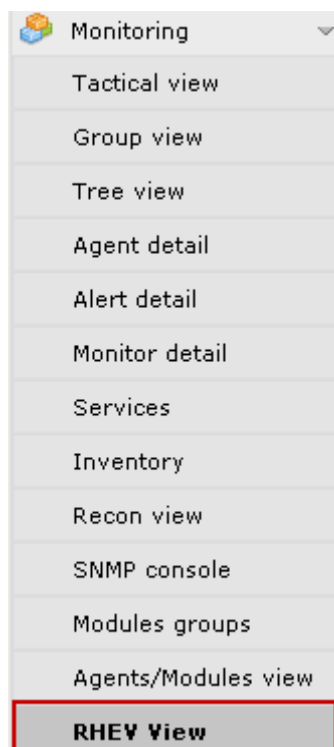 Monitoring
Tactical view
Group view
Tree view
Agent detail
Alert detail
Monitor detail
Services
Inventory
Recon view
SNMP console
Modules groups
Agents/Modules view
RHEV View